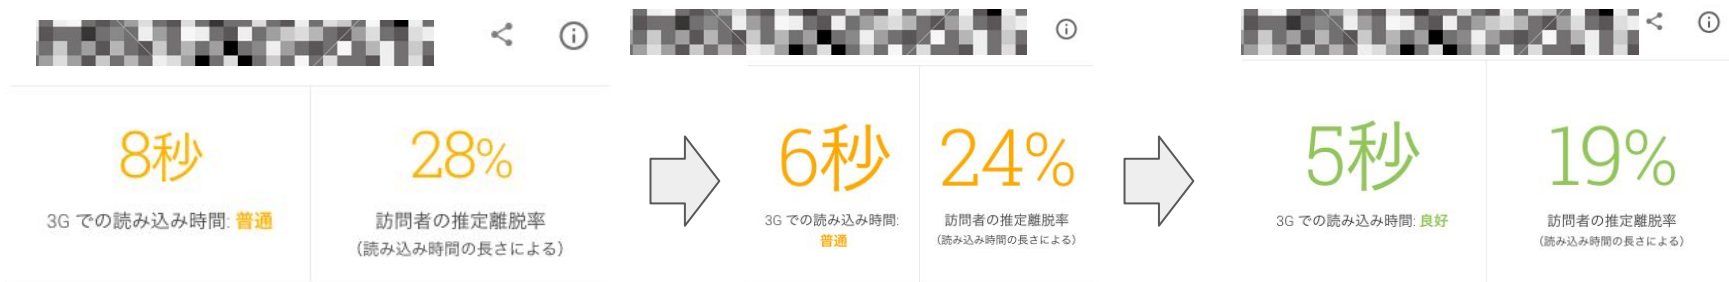 8秒
3G での読み込み時間: 普通
28%
訪問者の推定離脱率
(読み込み時間の長さによる)
6秒
3G での読み込み時間:
普通
24%
訪問者の推定離脱率
(読み込み時間の長さによる)
5秒
3G での読み込み時間: 良好
19%
訪問者の推定離脱率
(読み込み時間の長さによる)